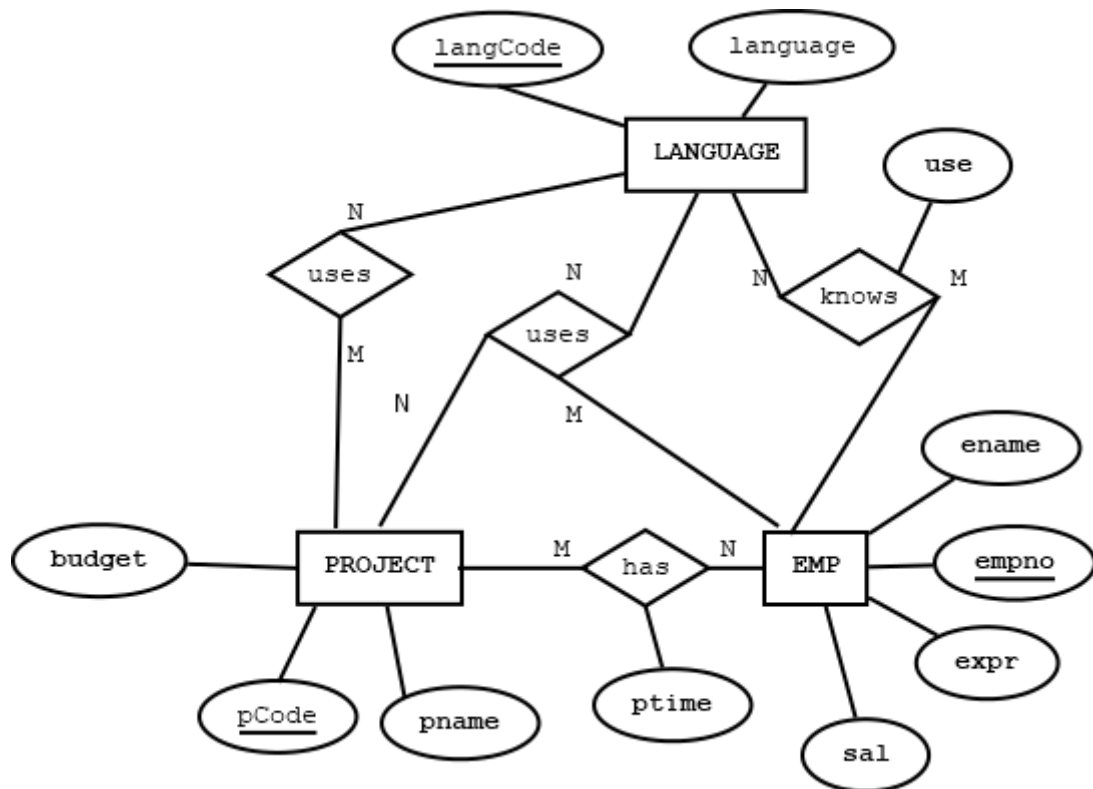 langCode
language
LANGUAGE
use
N
uses
N
N
knows
M
uses
M
N
M
ename
budget
PROJECT
M
has
N
EMP
empno
expr
pCode
pname
ptime
sal